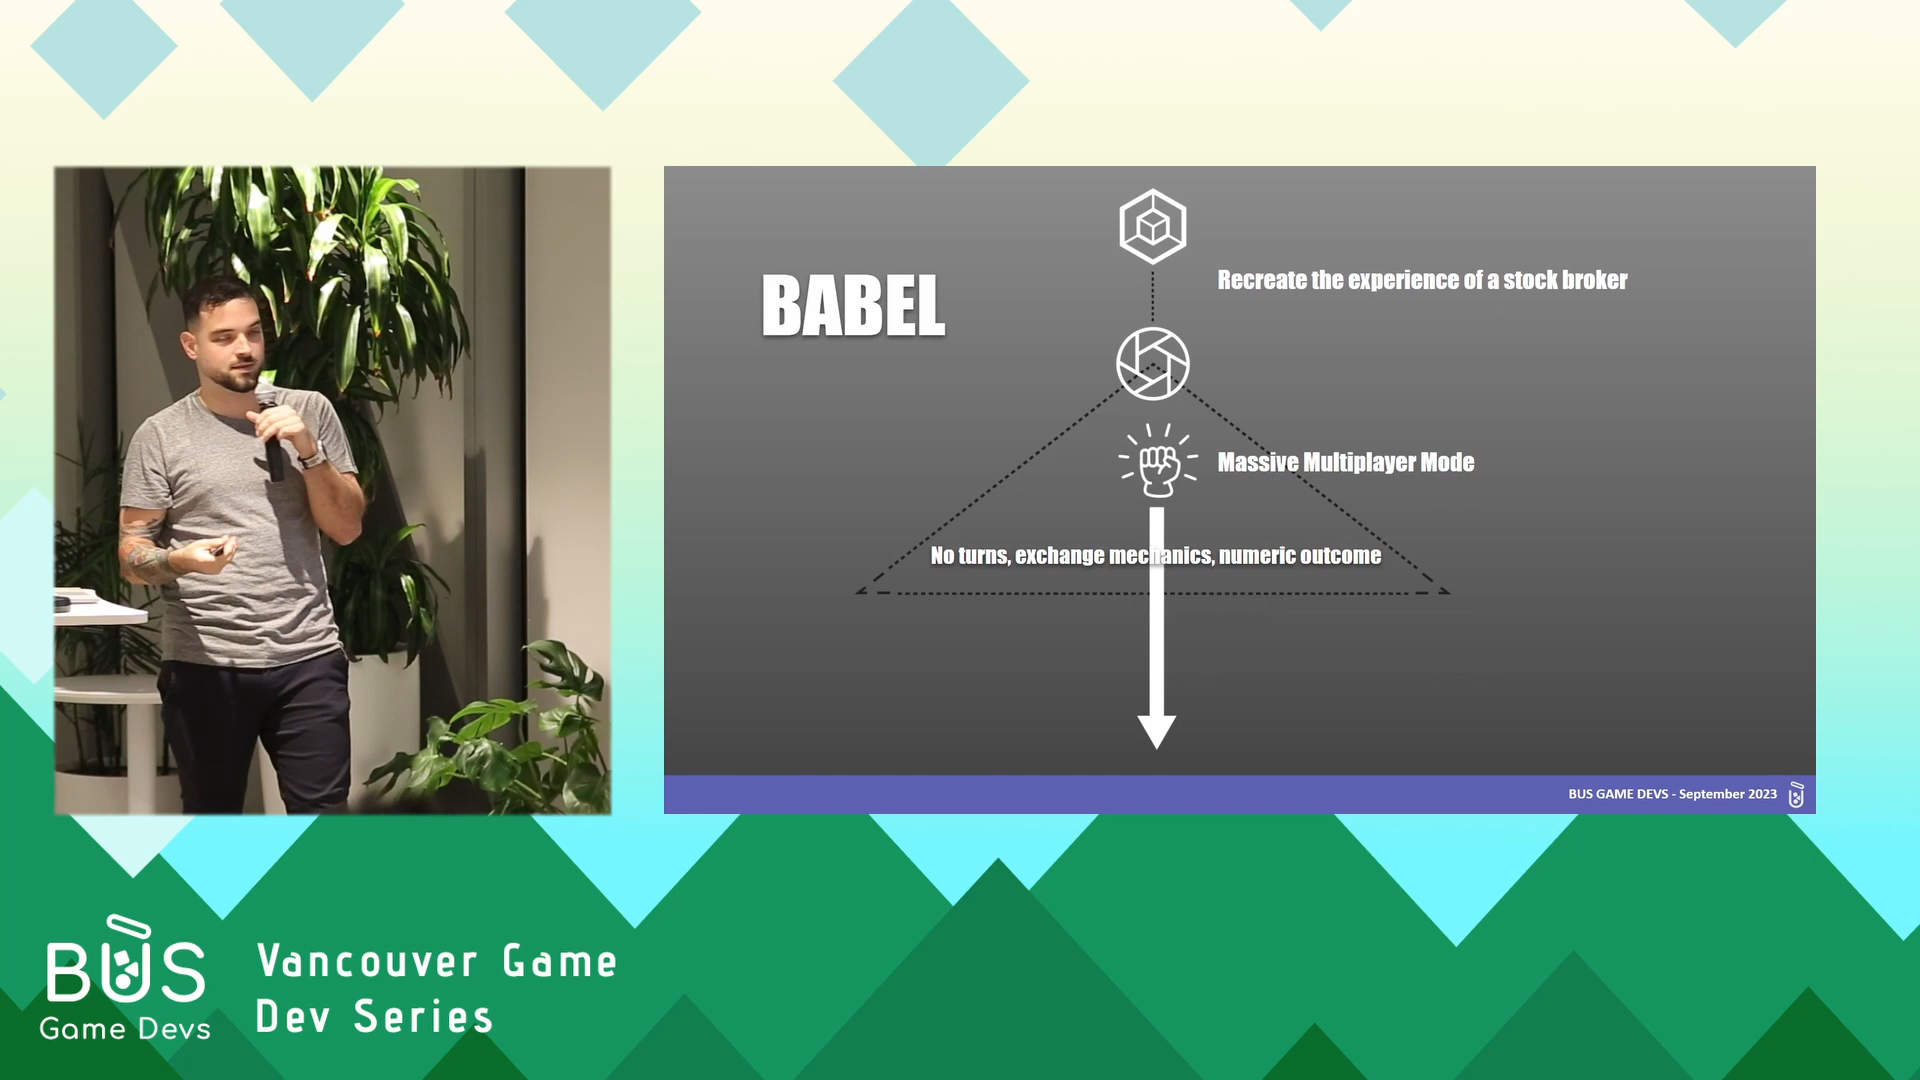 BABEL
Recreate the experience of a stock broker
Massive Multiplayer Mode
No turns, exchange mechanics, numeric outcome
BUS GAME DEVS - September 2023
BUS
Game Devs
Vancouver Game
Dev Series